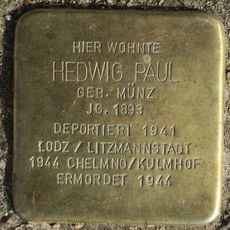 HIER WOHNTE
HEDWIG PAUL
GEB. MÜNZ
JG. 1893
DEPORTIERT 1941
ŁODZ / LITZMANNSTADT
1944 CHELMNO/KULMHOF
ERMORDET 1944